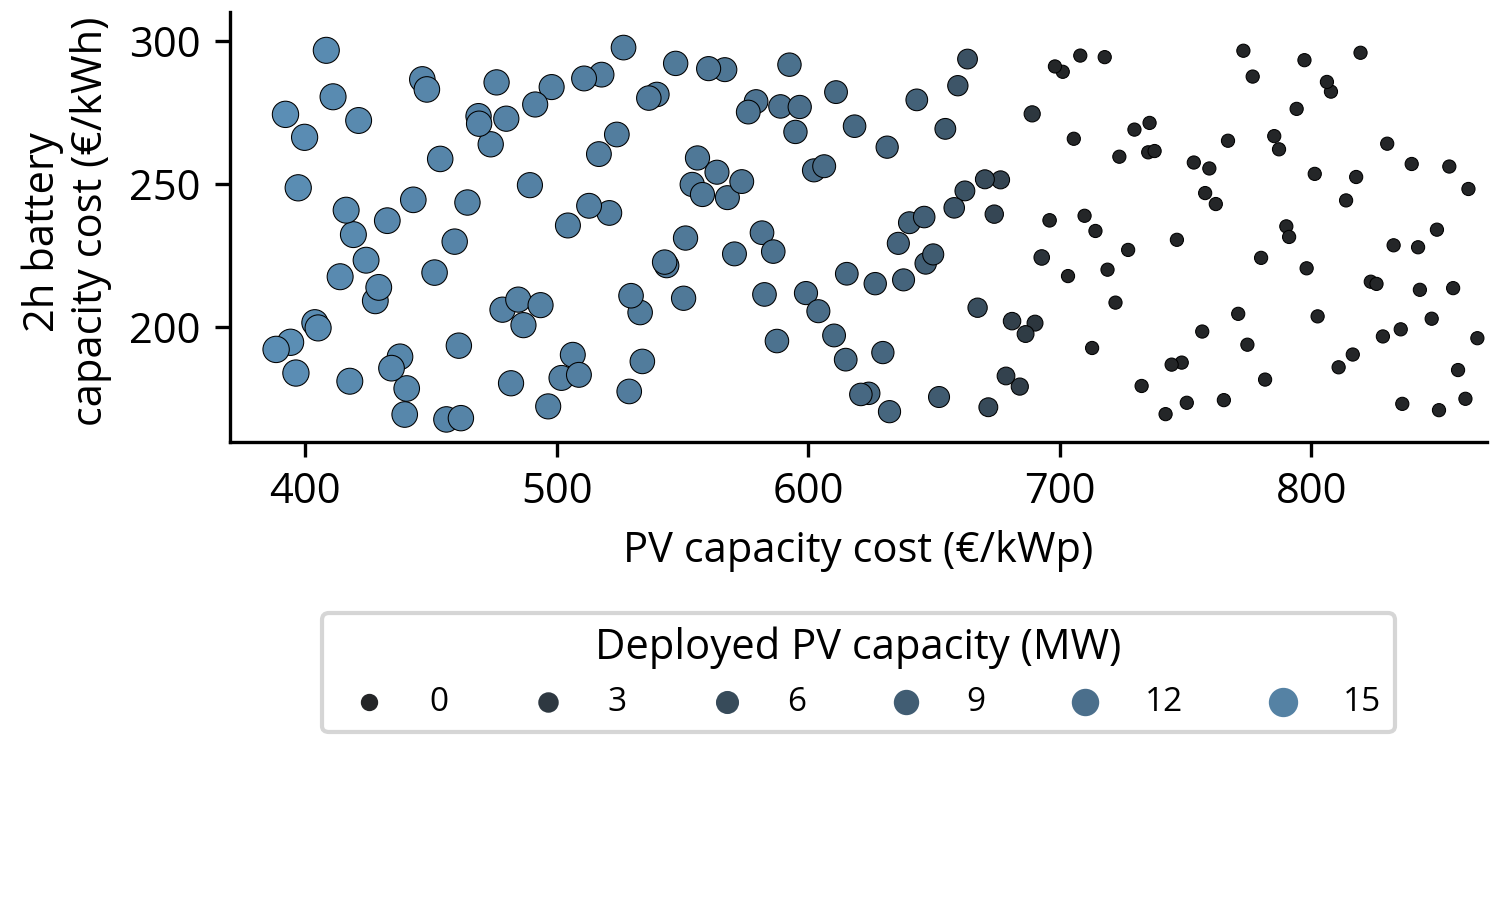 2h battery
capacity cost (€/kWh)
300
250
200
400
500
600
700
800
PV capacity cost (€/kWp)
Deployed PV capacity (MW)
0 3 6 9 12 15